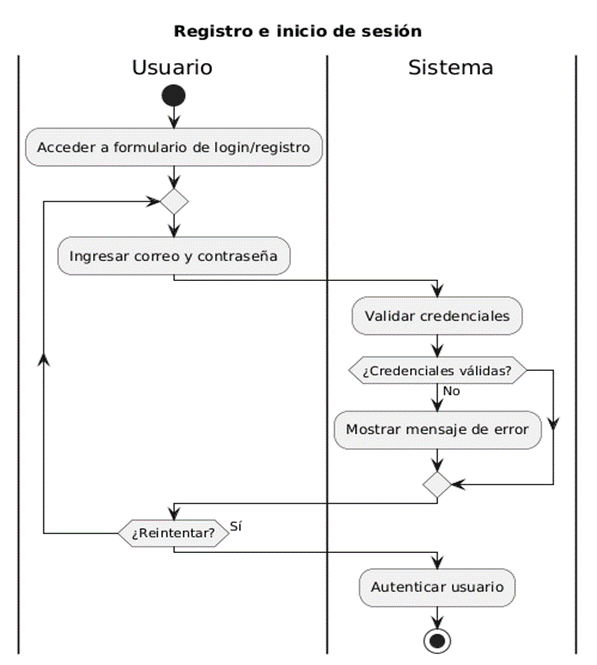 Registro e inicio de sesión
Usuario
Sistema
Acceder a formulario de login/registro
Ingresar correo y contraseña
Validar credenciales
¿Credenciales válidas?
No
Mostrar mensaje de error
¿Reintentar?
Sí
Autenticar usuario